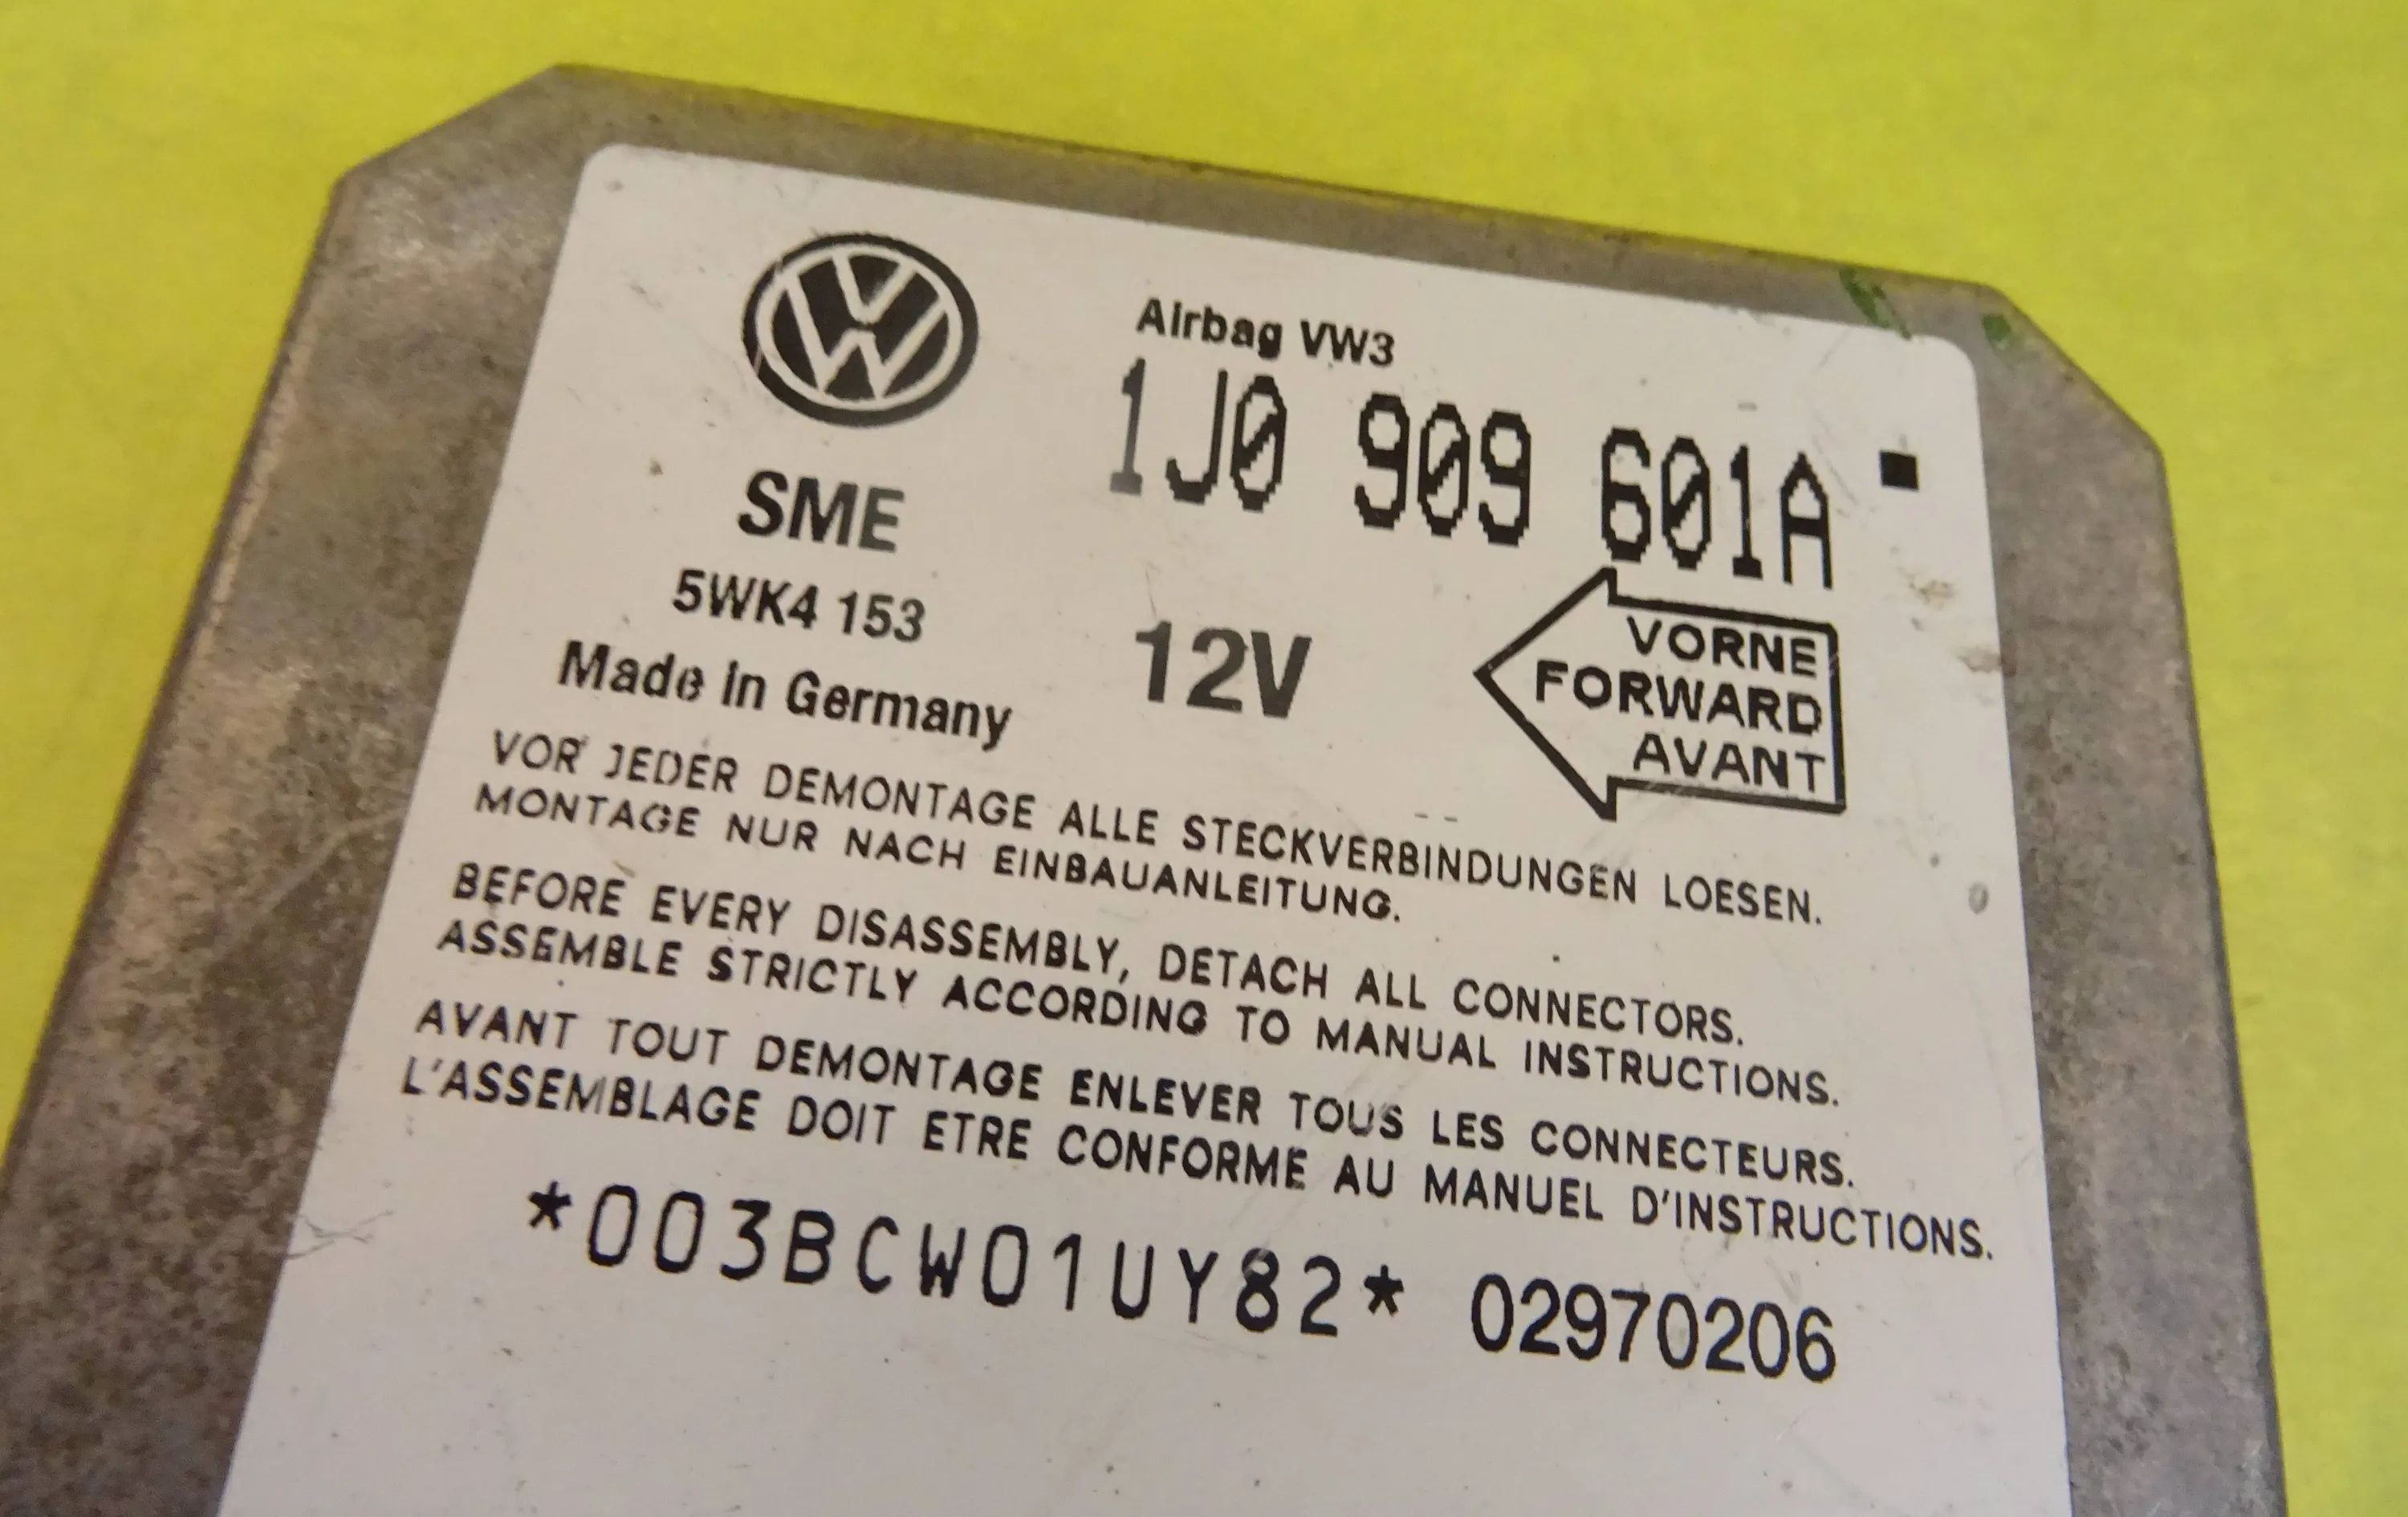 Airbag VW3
1J0 909 601A
SME
5WK4 153
Made in Germany
12V
VORNE
FORWARD
AVANT
VOR JEDER DEMONTAGE ALLE STECKVERBINDUNGEN LOESEN.
MONTAGE NUR NACH EINBAUANLEITUNG.
BEFORE EVERY DISASSEMBLY, DETACH ALL CONNECTORS.
ASSEMBLE STRICTLY ACCORDING TO MANUAL INSTRUCTIONS.
AVANT TOUT DEMONTAGE ENLEVER TOUS LES CONNECTEURS.
L'ASSEMBLAGE DOIT ETRE CONFORME AU MANUEL D'INSTRUCTIONS.
*003BCW01UY82* 02970206